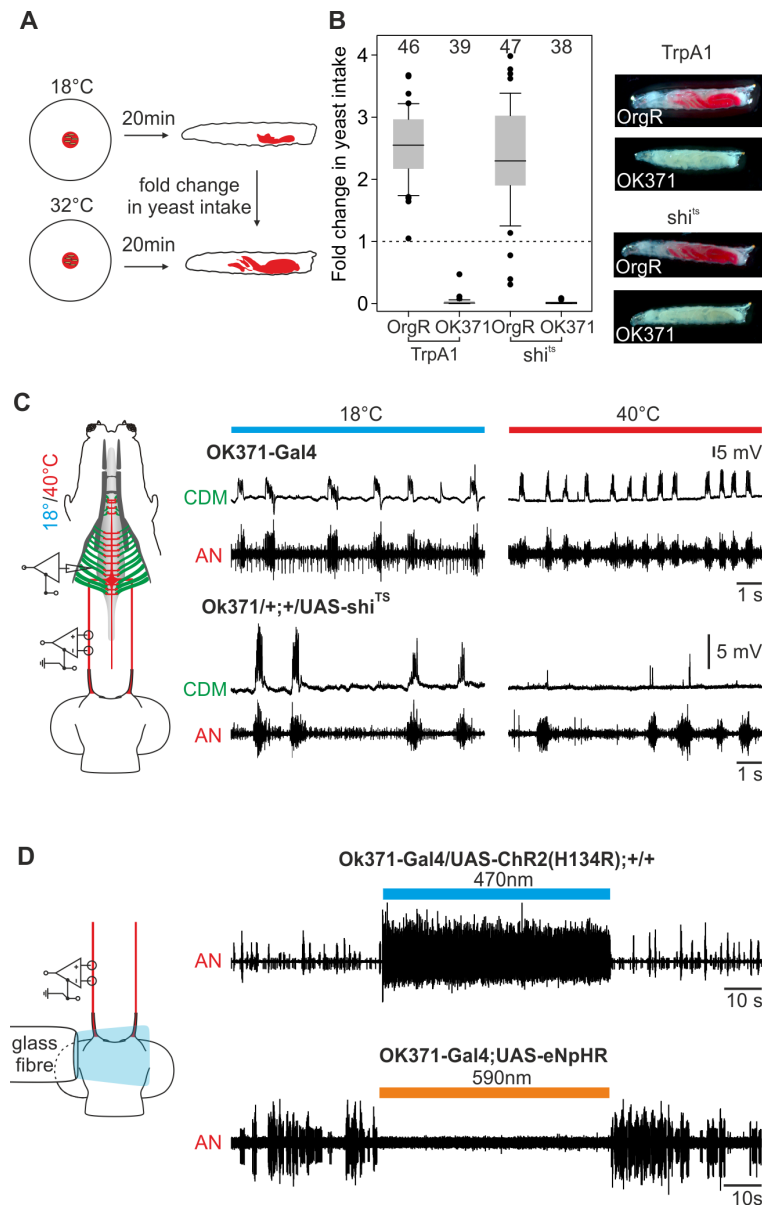 A
18°C
20min
fold change
in yeast intake
32°C
20min
B
Fold change in yeast intake
4
3
2
1
0
46 39 47 38
OrgR OK371 OrgR OK371
TrpA1 shi^ts
TrpA1
OrgR
OK371
shi^ts
OrgR
OK371
C
18°/40°C
18°C 40°C
OK371-Gal4
5 mV
CDM
AN
1 s
Ok371/+;+/UAS-shi^TS
5 mV
CDM
AN
1 s
D
glass
fibre
Ok371-Gal4/UAS-ChR2(H134R);+/+
470nm
AN
10 s
OK371-Gal4;UAS-eNpHR
590nm
AN
10s